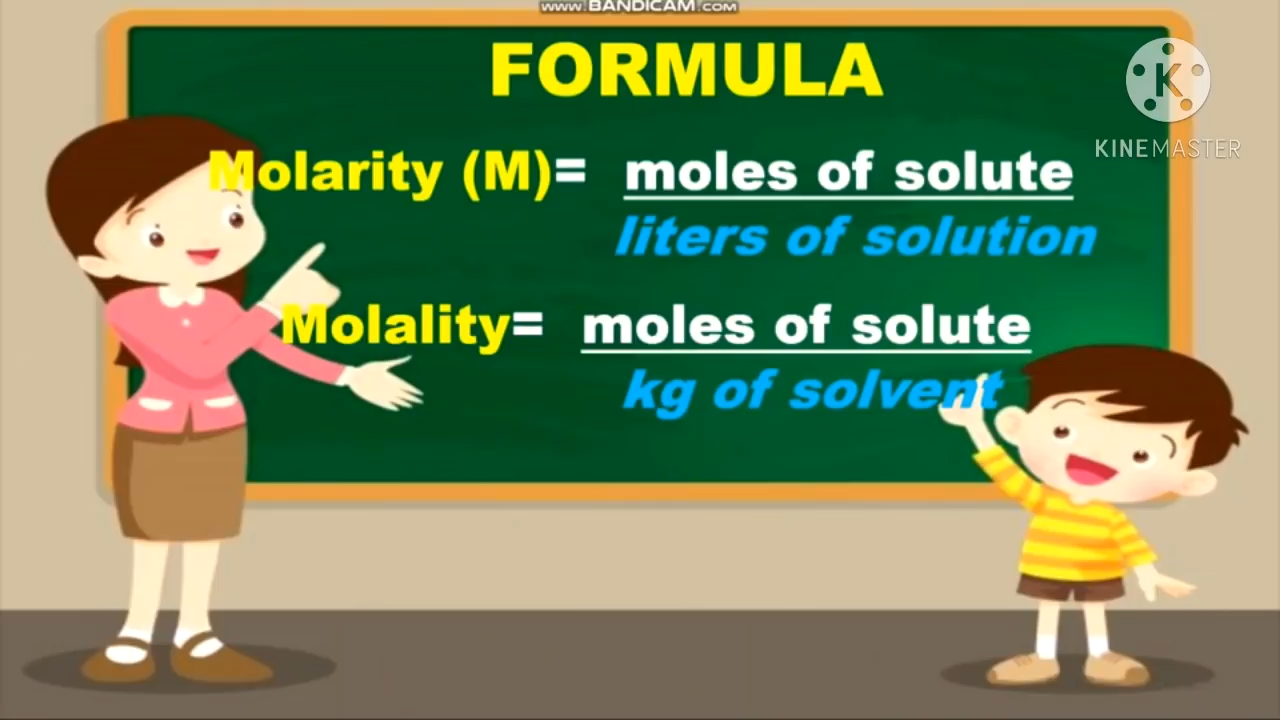 www.BANDICAM.com
FORMULA
K
KINEMASTER
Molarity (M)= moles of solute
liters of solution
Molality= moles of solute
kg of solvent